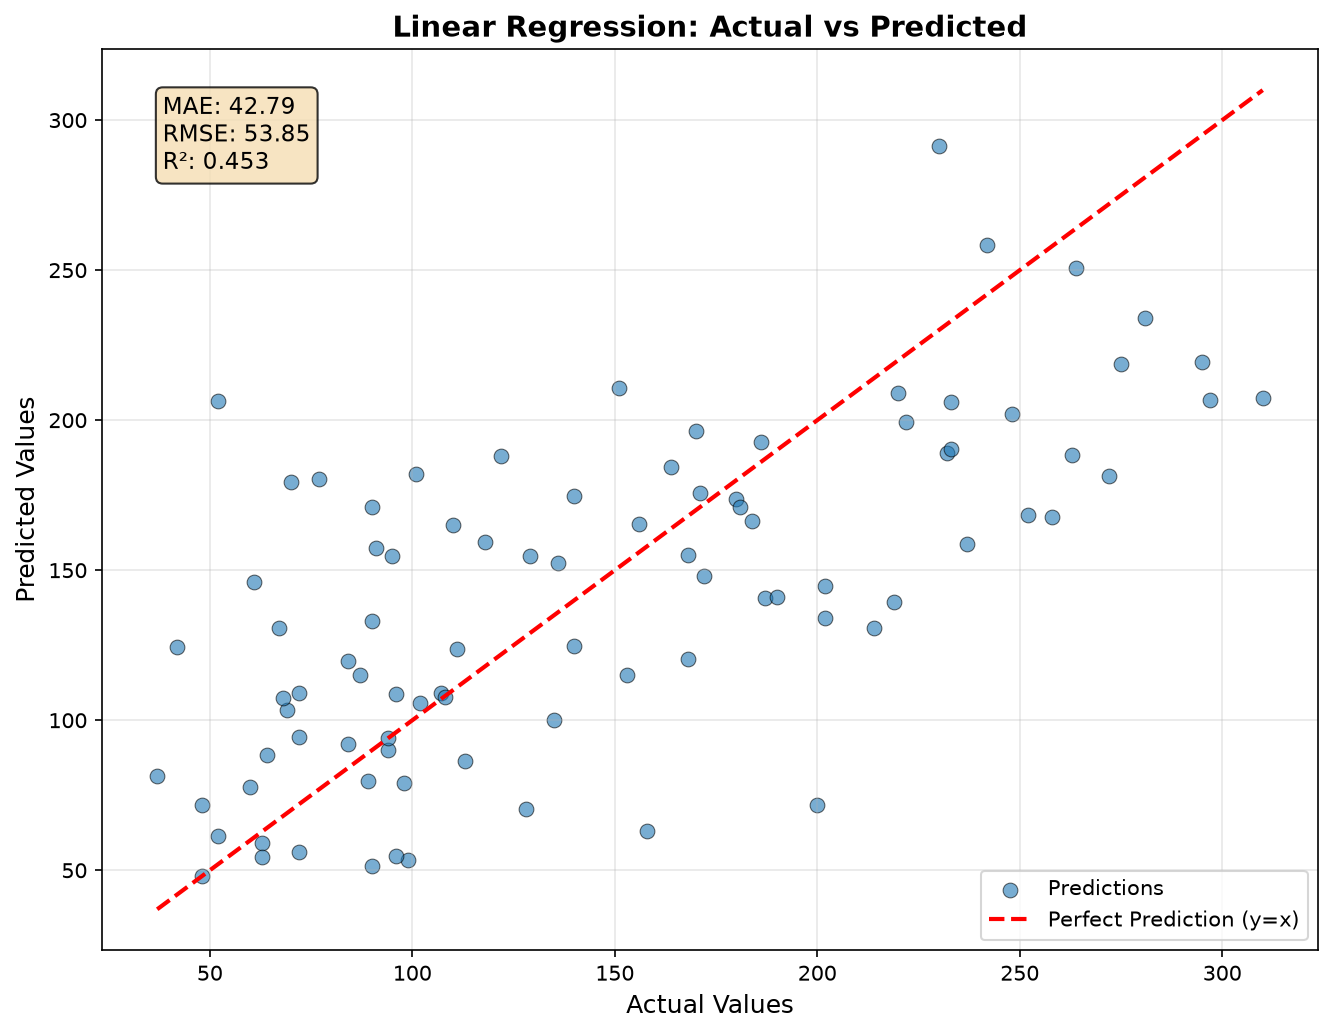 Linear Regression: Actual vs Predicted
MAE: 42.79
RMSE: 53.85
R²: 0.453
Predicted Values
300
250
200
150
100
50
Predictions
Perfect Prediction (y=x)
50 100 150 200 250 300
Actual Values